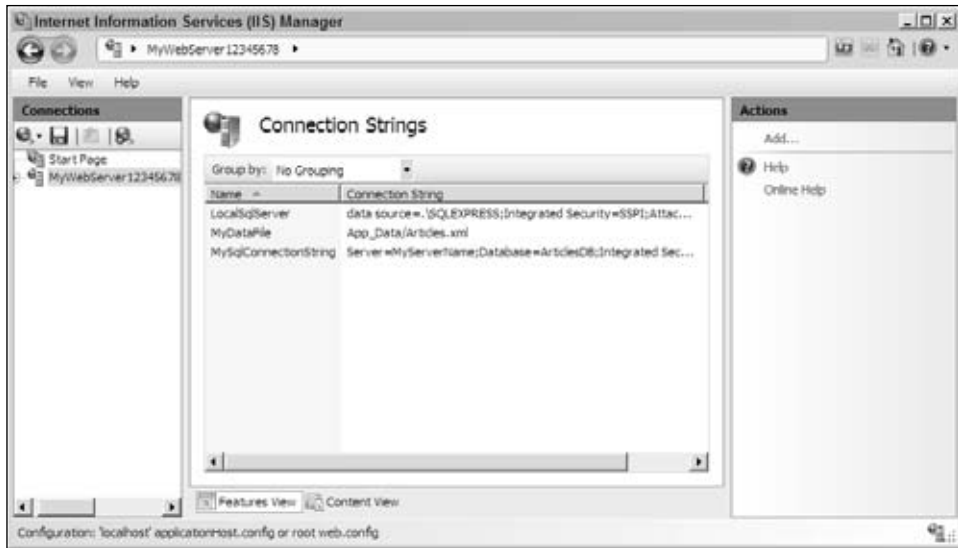 Internet Information Services (IIS) Manager
MyWebServer12345678
File View Help
Connections
Start Page
MyWebServer12345678
Connection Strings
Group by: No Grouping
Name Connection String
LocalSqlServer data source=.\SQLEXPRESS;Integrated Security=SSPI;Attac...
MyDataFile App_Data/Articles.xml
MySqlConnectionString Server=MyServerName;Database=ArticlesDB;Integrated Sec...
Features View Content View
Actions
Add...
Help
Online Help
Configuration: 'localhost' applicationHost.config or root web.config